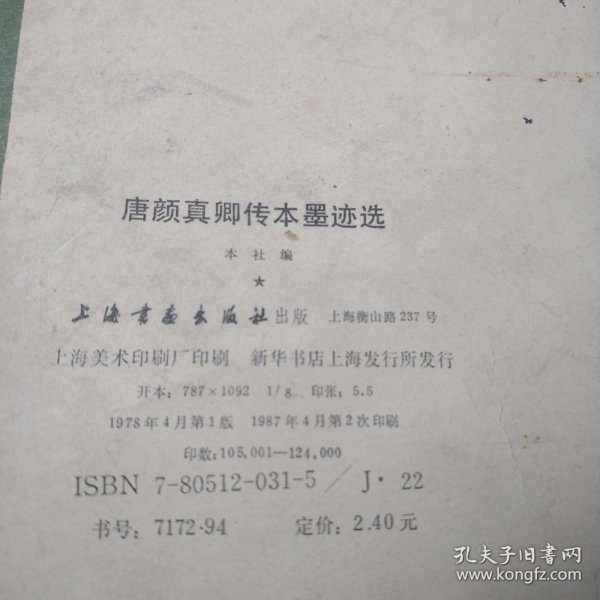 唐颜真卿传本墨迹选
本社编
★
上海书画出版社出版 上海衡山路237号
上海美术印刷厂印刷 新华书店上海发行所发行
开本：787×1092 1/8 印张：5.5
1978年4月第1版 1987年4月第2次印刷
印数：105,001—124,000
ISBN 7-80512-031-5/J·22
书号：7172·94 定价：2.40元
孔夫子旧书网
www.kongfz.com